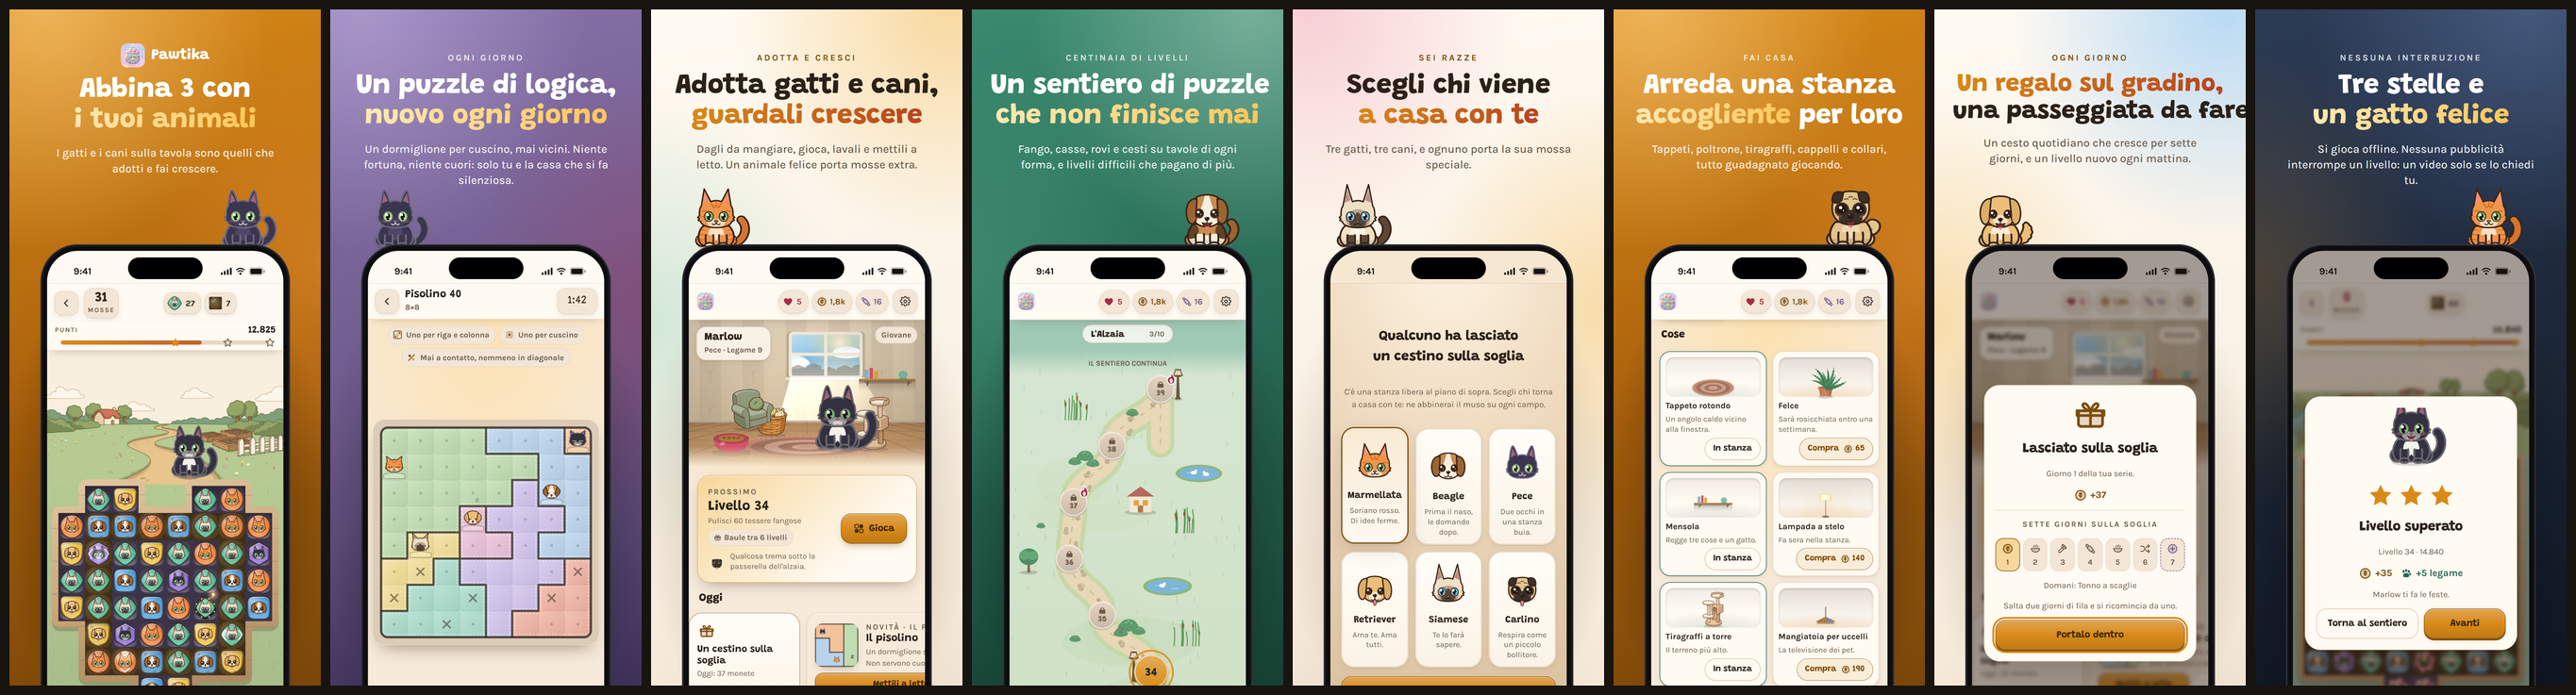 Pawtika
Abbina 3 con
i tuoi animali
I gatti e i cani sulla tavola sono quelli che
adotti e fai crescere.
9:41
31
MOSSE
27
7
PUNTI
12.825
OGNI GIORNO
Un puzzle di logica,
nuovo ogni giorno
Un dormiglione per cuscino, mai vicini. Niente
fortuna, niente cuori: solo tu e la casa che si fa
silenziosa.
9:41
Pisolino 40
8×8
1:42
Uno per riga e colonna
Uno per cuscino
Mai a contatto, nemmeno in diagonale
ADOTTA E CRESCI
Adotta gatti e cani,
guardali crescere
Dagli da mangiare, gioca, lavali e mettili a
letto. Un animale felice porta mosse extra.
9:41
5
1,8k
16
Marlow
Pece · Legame 9
Giovane
PROSSIMO
Livello 34
Pulisci 60 tessere fangose
Baule tra 6 livelli
Qualcosa trema sotto la
passerella dell'alzaia.
Gioca
Oggi
Un cestino sulla
soglia
Oggi: 37 monete
NOVITÀ · IL P
Il pisolino
Un dormiglione s
Non servono cuo
Mettili a lett
CENTINAIA DI LIVELLI
Un sentiero di puzzle
che non finisce mai
Fango, casse, rovi e cesti su tavole di ogni
forma, e livelli difficili che pagano di più.
9:41
5
1,8k
16
L'Alzaia
3/10
IL SENTIERO CONTINUA
39
38
37
36
35
34
SEI RAZZE
Scegli chi viene
a casa con te
Tre gatti, tre cani, e ognuno porta la sua mossa
speciale.
9:41
Qualcuno ha lasciato
un cestino sulla soglia
C'è una stanza libera al piano di sopra. Scegli chi torna
a casa con te: ne abbinerai il muso su ogni campo.
Marmellata
Soriano rosso.
Di idee ferme.
Beagle
Prima il naso,
le domande
dopo.
Pece
Due occhi in
una stanza
buia.
Retriever
Ama te. Ama
tutti.
Siamese
Te lo farà
sapere.
Carlino
Respira come
un piccolo
bollitore.
FAI CASA
Arreda una stanza
accogliente per loro
Tappeti, poltrone, tiragraffi, cappelli e collari,
tutto guadagnato giocando.
9:41
5
1,8k
16
Cose
Tappeto rotondo
Un angolo caldo vicino
alla finestra.
In stanza
Felce
Sarà rosicchiata entro una
settimana.
Compra 65
Mensola
Regge tre cose e un gatto.
In stanza
Lampada a stelo
Fa sera nella stanza.
Compra 140
Tiragraffi a torre
Il terreno più alto.
In stanza
Mangiatoia per uccelli
La televisione dei pet.
Compra 190
OGNI GIORNO
Un regalo sul gradino,
una passeggiata da fare
Un cesto quotidiano che cresce per sette
giorni, e un livello nuovo ogni mattina.
9:41
Marlow
Pece · Legame 9
Lasciato sulla soglia
Giorno 1 della tua serie.
+37
SETTE GIORNI SULLA SOGLIA
1
2
3
4
5
6
7
Domani: Tonno a scaglie
Salta due giorni di fila e si ricomincia da uno.
Portalo dentro
NESSUNA INTERRUZIONE
Tre stelle e
un gatto felice
Si gioca offline. Nessuna pubblicità
interrompe un livello: un video solo se lo chiedi
tu.
9:41
Livello superato
Livello 34 · 14.840
+35
+5 legame
Marlow ti fa le feste.
Torna al sentiero
Avanti